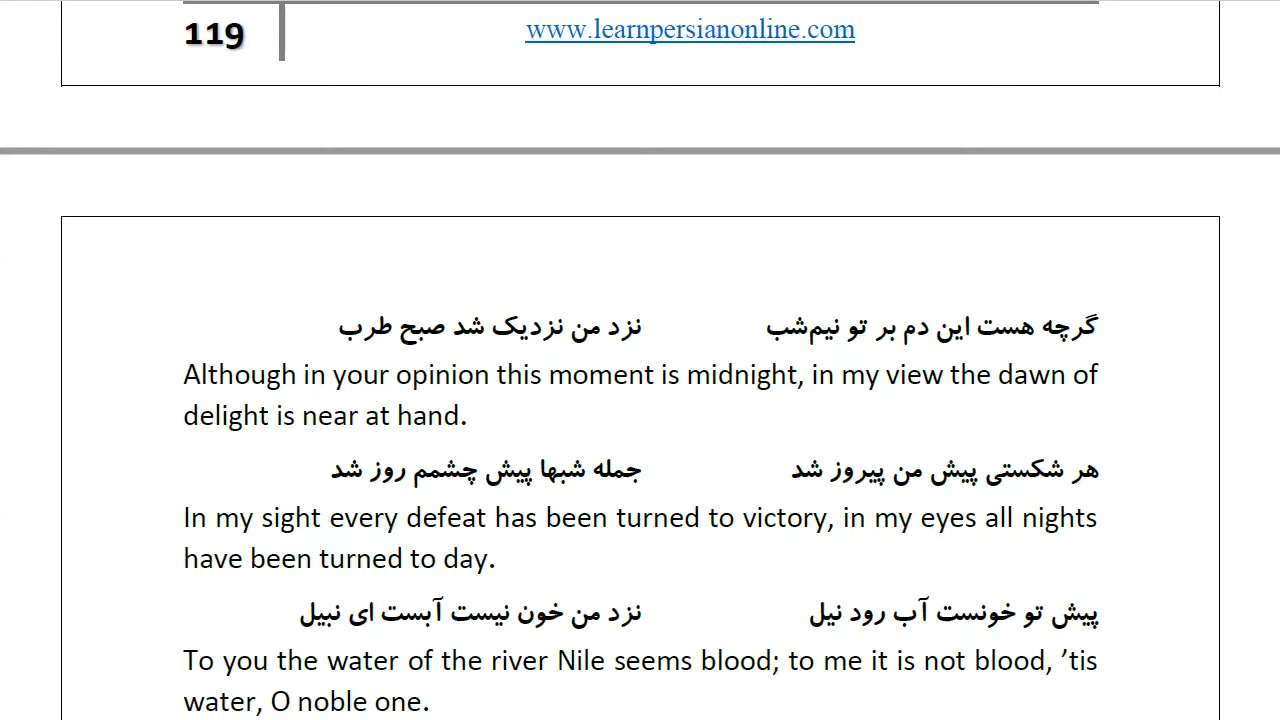 119
www.learnpersianonline.com
گرچه هست این دم بر تو نیم‌شب نزد من نزدیک شد صبح طرب
Although in your opinion this moment is midnight, in my view the dawn of
delight is near at hand.
هر شکستی پیش من پیروز شد جمله شبها پیش چشمم روز شد
In my sight every defeat has been turned to victory, in my eyes all nights
have been turned to day.
پیش تو خونست آب رود نیل نزد من خون نیست آبست ای نبیل
To you the water of the river Nile seems blood; to me it is not blood, ’tis
water, O noble one.